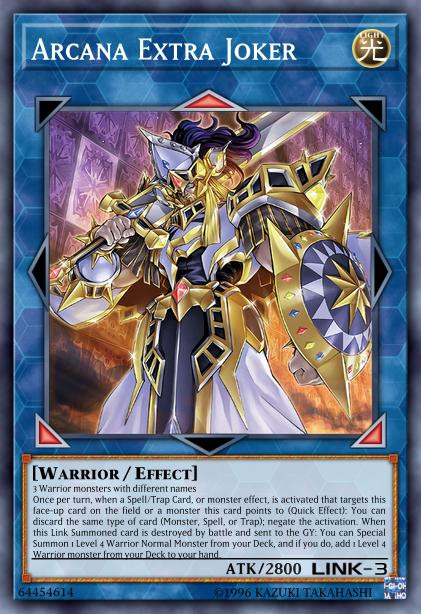 ARCANA EXTRA JOKER
LIGHT
光
[WARRIOR / EFFECT]
3 Warrior monsters with different names
Once per turn, when a Spell/Trap Card, or monster effect, is activated that targets this
face-up card on the field or a monster this card points to (Quick Effect): You can
discard the same type of card (Monster, Spell, or Trap); negate the activation. When
this Link Summoned card is destroyed by battle and sent to the GY: You can Special
Summon 1 Level 4 Warrior Normal Monster from your Deck, and if you do, add 1 Level 4
Warrior monster from your Deck to your hand.
ATK/2800 LINK-3
64454614
©1996 KAZUKI TAKAHASHI